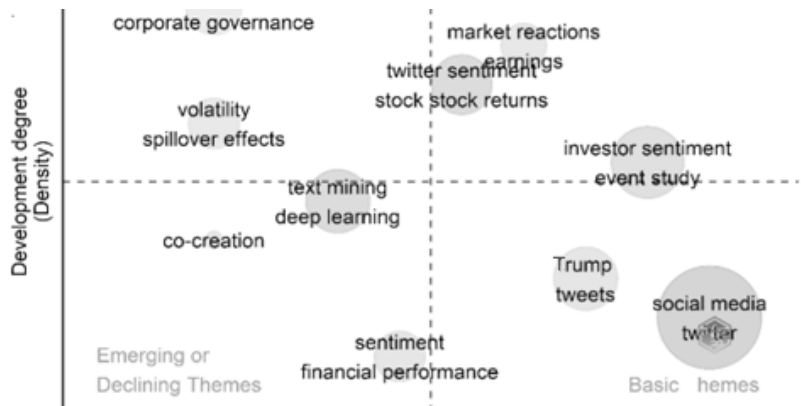 corporate governance
market reactions
earnings
twitter sentiment
stock stock returns
volatility
spillover effects
investor sentiment
event study
text mining
deep learning
co-creation
Trump
tweets
social media
twitter
sentiment
financial performance
Development degree
(Density)
Emerging or
Declining Themes
Basic hemes